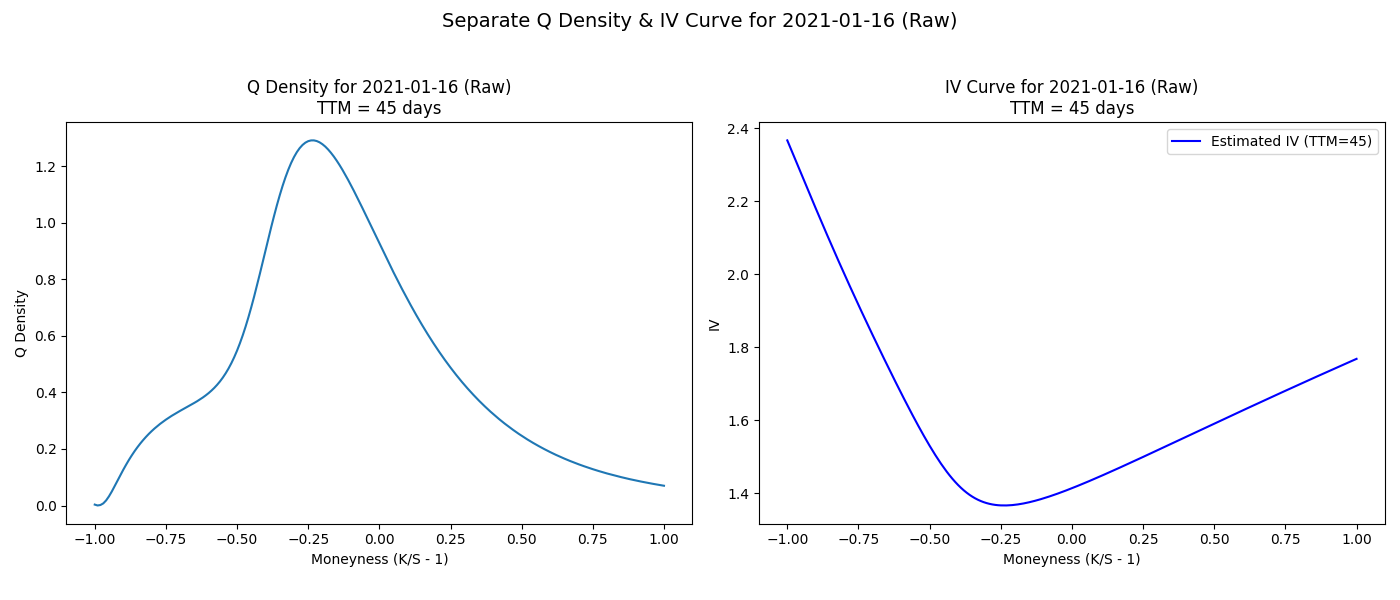 Separate Q Density & IV Curve for 2021-01-16 (Raw)
Q Density for 2021-01-16 (Raw)
TTM = 45 days
Q Density
1.2
1.0
0.8
0.6
0.4
0.2
0.0
−1.00 −0.75 −0.50 −0.25 0.00 0.25 0.50 0.75 1.00
Moneyness (K/S - 1)
IV Curve for 2021-01-16 (Raw)
TTM = 45 days
Estimated IV (TTM=45)
IV
2.4
2.2
2.0
1.8
1.6
1.4
−1.00 −0.75 −0.50 −0.25 0.00 0.25 0.50 0.75 1.00
Moneyness (K/S - 1)